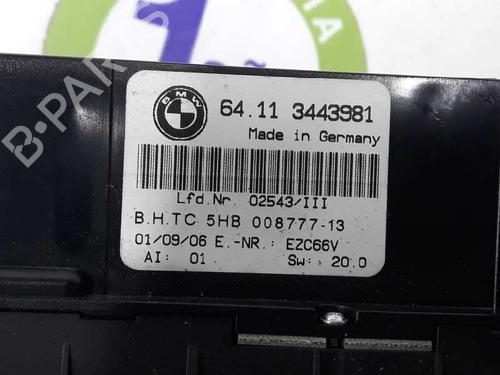 BMW
64.11 3443981
Made in Germany
Lfd.Nr. 02543/III
B.H.TC 5HB 008777-13
01/09/06 E.-NR.: EZC66V
AI: 01 Sw: 20.0
B-PARTS